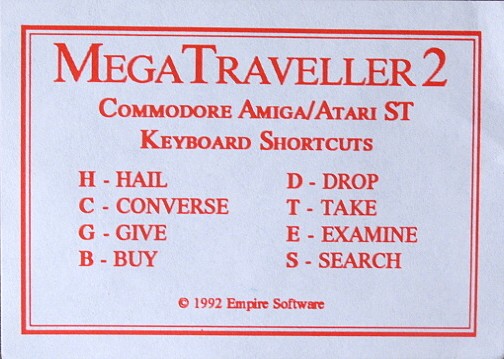 MEGATRAVELLER 2
COMMODORE AMIGA/ATARI ST
KEYBOARD SHORTCUTS
H - HAIL
C - CONVERSE
G - GIVE
B - BUY
D - DROP
T - TAKE
E - EXAMINE
S - SEARCH
© 1992 Empire Software